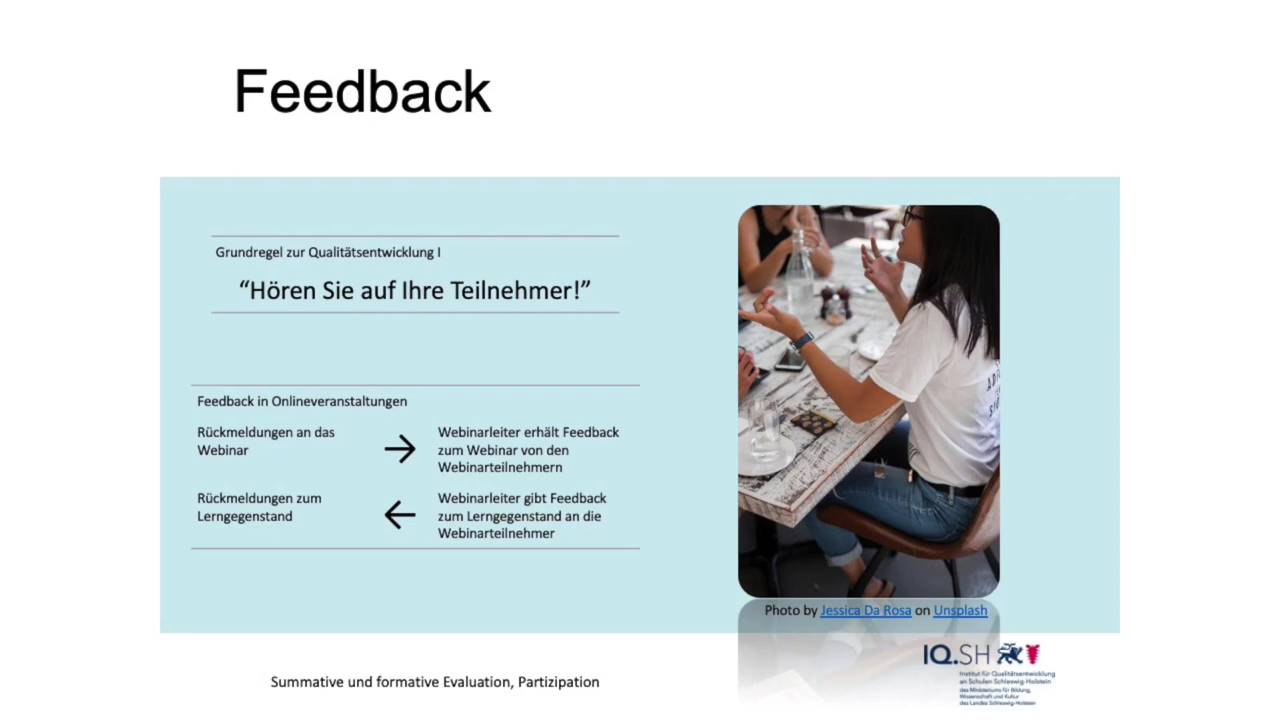 Feedback
Grundregel zur Qualitätsentwicklung I
“Hören Sie auf Ihre Teilnehmer!”
Feedback in Onlineveranstaltungen
Rückmeldungen an das
Webinar
Webinarleiter erhält Feedback
zum Webinar von den
Webinarteilnehmern
Rückmeldungen zum
Lerngegenstand
Webinarleiter gibt Feedback
zum Lerngegenstand an die
Webinarteilnehmer
Photo by Jessica Da Rosa on Unsplash
IQ.SH
Institut für Qualitätsentwicklung
an Schulen Schleswig-Holstein
des Ministeriums für Bildung,
Wissenschaft und Kultur
des Landes Schleswig-Holstein
Summative und formative Evaluation, Partizipation